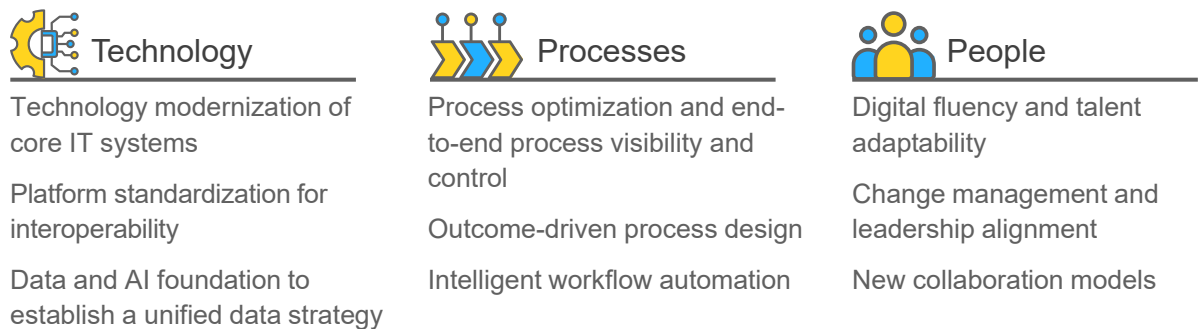 Technology
Technology modernization of
core IT systems
Platform standardization for
interoperability
Data and AI foundation to
establish a unified data strategy
Processes
Process optimization and end-
to-end process visibility and
control
Outcome-driven process design
Intelligent workflow automation
People
Digital fluency and talent
adaptability
Change management and
leadership alignment
New collaboration models